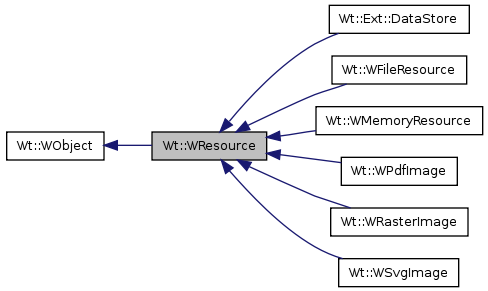 Wt::WObject
Wt::WResource
Wt::Ext::DataStore
Wt::WFileResource
Wt::WMemoryResource
Wt::WPdfImage
Wt::WRasterImage
Wt::WSvgImage